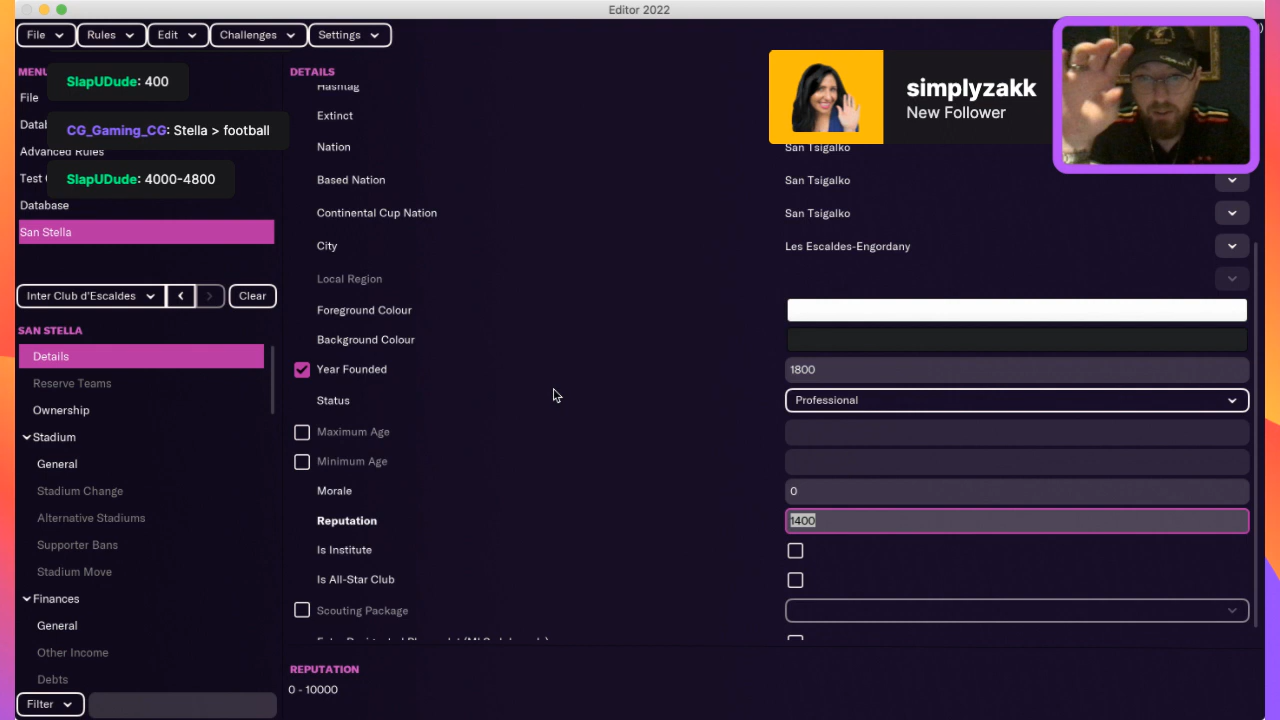 Editor 2022
File
Rules
Edit
Challenges
Settings
MENU
SlapUDude: 400
File
CG_Gaming_CG: Stella > football
Advanced Rules
SlapUDude: 4000-4800
Database
San Stella
Inter Club d'Escaldes
Clear
SAN STELLA
Details
Reserve Teams
Ownership
Stadium
General
Stadium Change
Alternative Stadiums
Supporter Bans
Stadium Move
Finances
General
Other Income
Debts
Filter
DETAILS
Hashtag
Extinct
Nation San Tsigalko
Based Nation San Tsigalko
Continental Cup Nation San Tsigalko
City Les Escaldes-Engordany
Local Region
Foreground Colour
Background Colour
Year Founded 1800
Status Professional
Maximum Age
Minimum Age
Morale 0
Reputation 1400
Is Institute
Is All-Star Club
Scouting Package
REPUTATION
0 - 10000
simplyzakk
New Follower